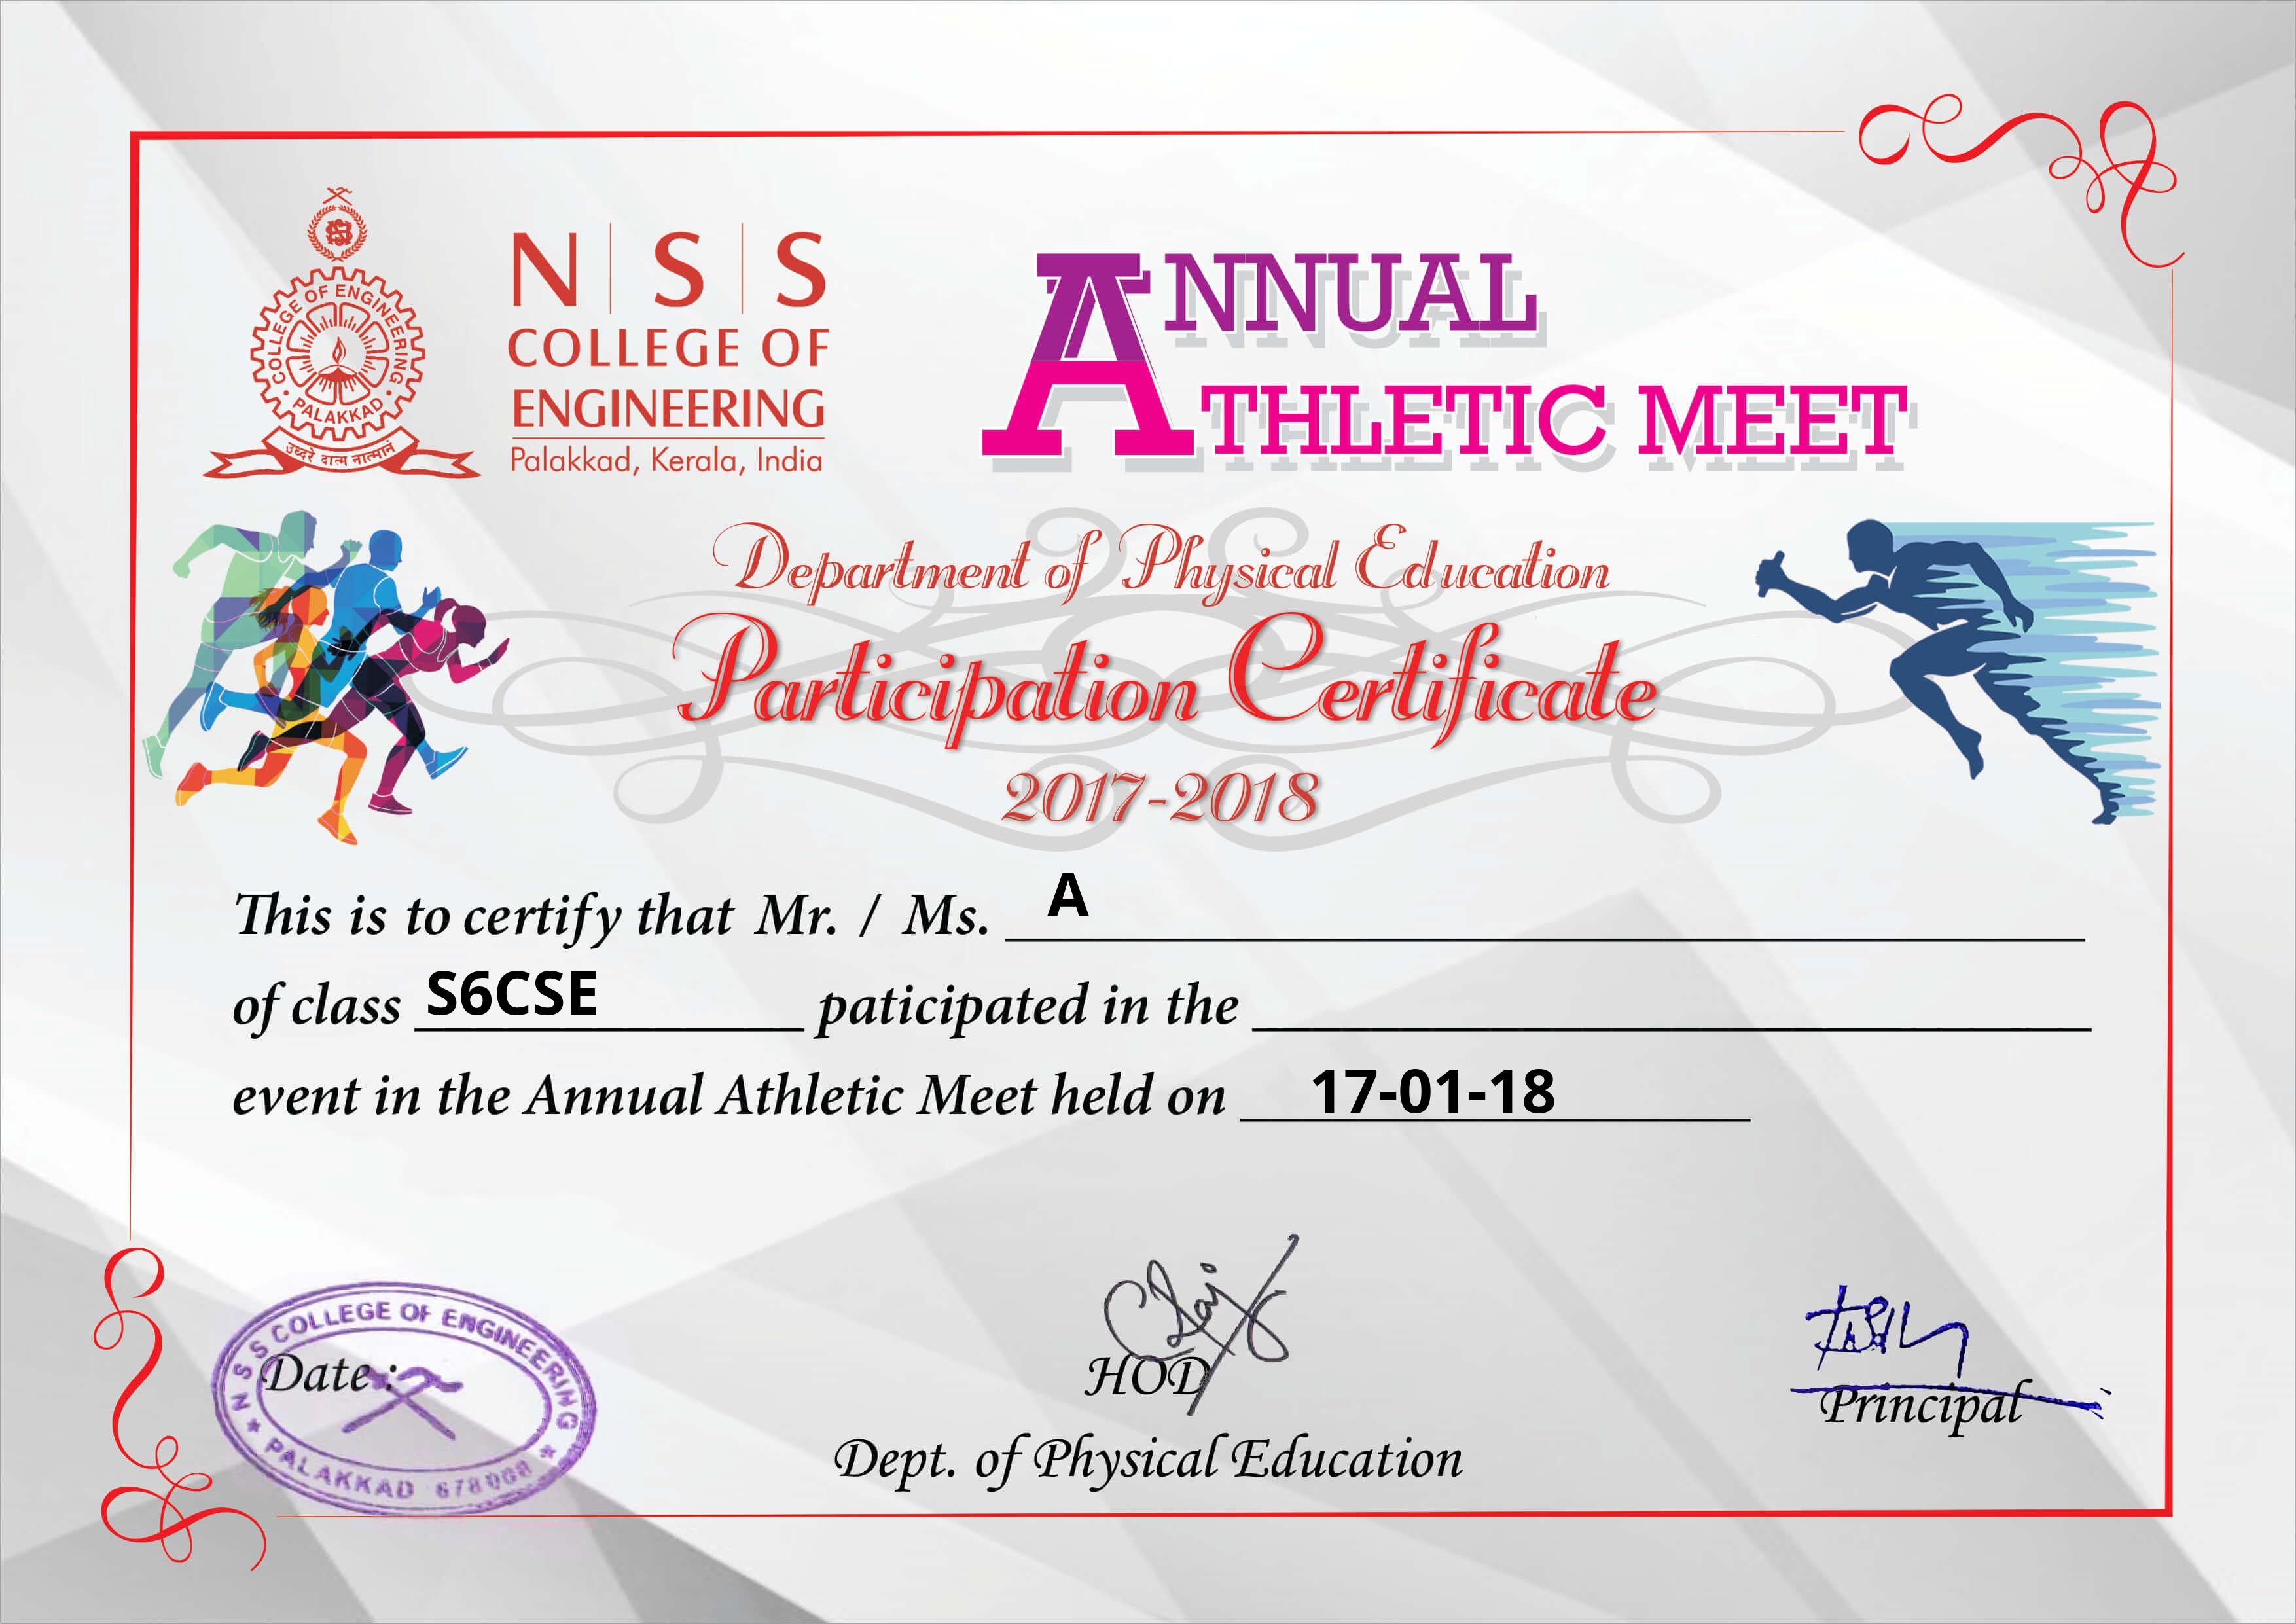 COLLEGE OF ENGINEERING
PALAKKAD
उध्दरे दात्म नात्मानं
N S S
COLLEGE OF
ENGINEERING
Palakkad, Kerala, India
ANNUAL
ATHLETIC MEET
Department of Physical Education
Participation Certificate
2017-2018
This is to certify that Mr. / Ms. A
of class S6CSE paticipated in the
event in the Annual Athletic Meet held on 17-01-18
N S S COLLEGE OF ENGINEERING
PALAKKAD 678008
Date :
HOD
Dept. of Physical Education
Principal